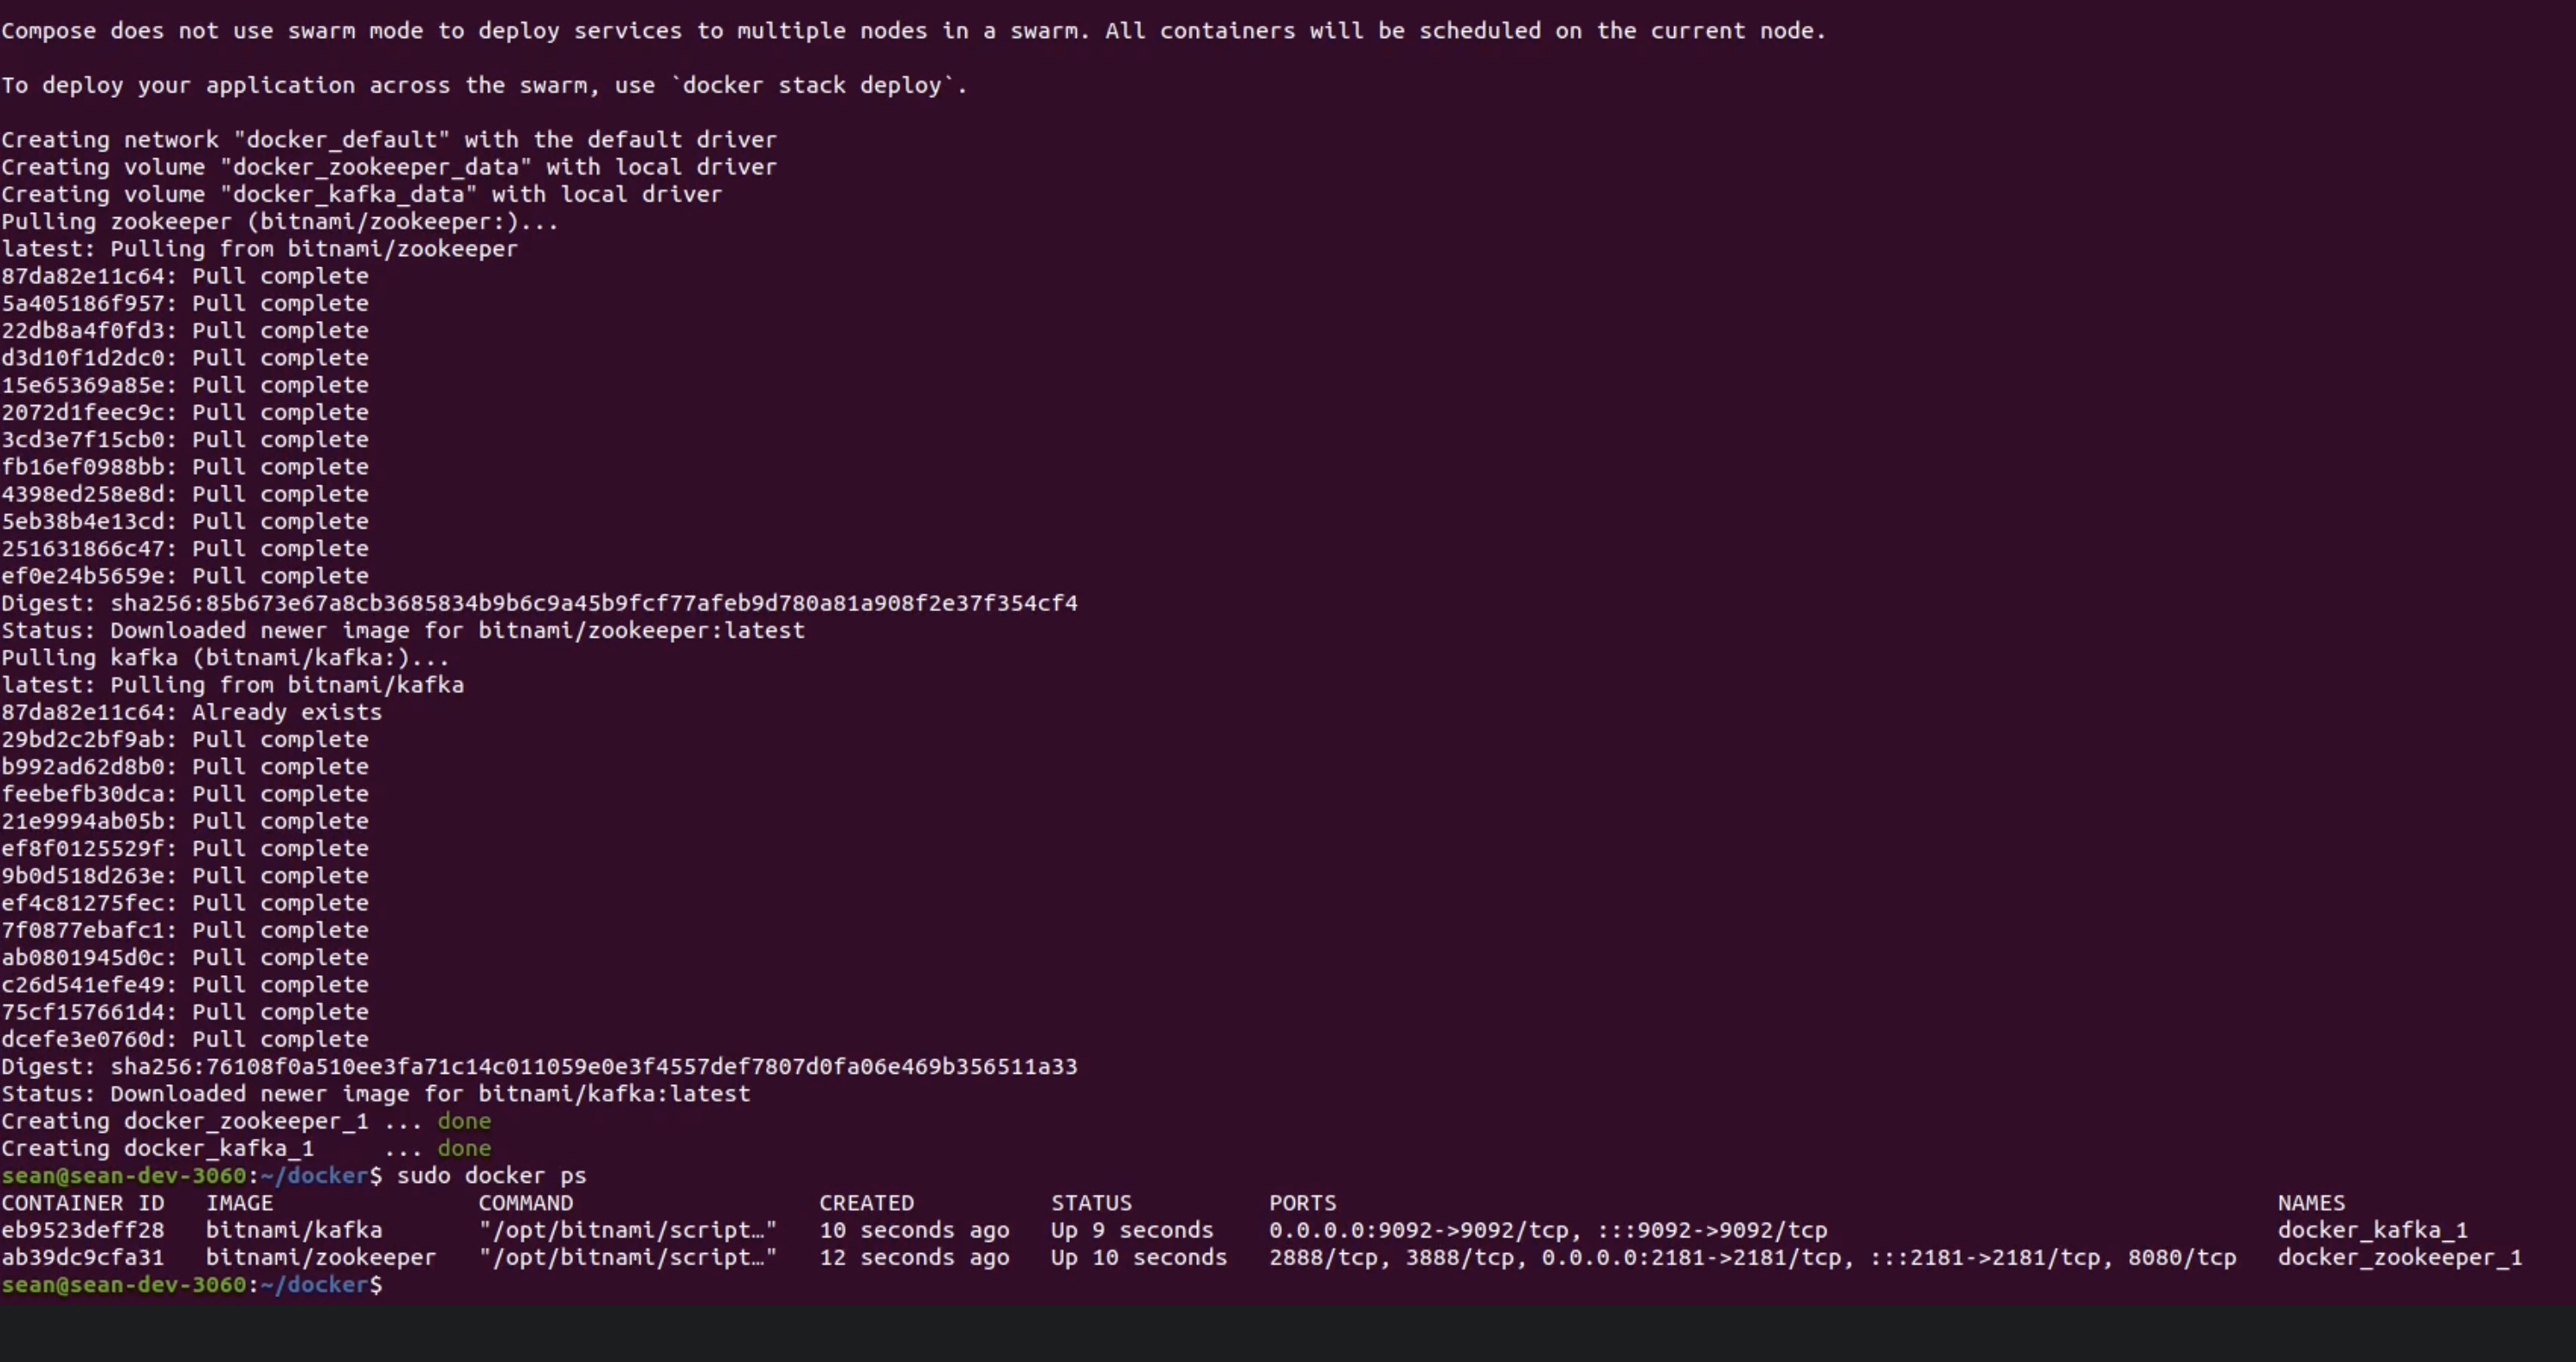 Compose does not use swarm mode to deploy services to multiple nodes in a swarm. All containers will be scheduled on the current node.
To deploy your application across the swarm, use `docker stack deploy`.
Creating network "docker_default" with the default driver
Creating volume "docker_zookeeper_data" with local driver
Creating volume "docker_kafka_data" with local driver
Pulling zookeeper (bitnami/zookeeper:)...
latest: Pulling from bitnami/zookeeper
87da82e11c64: Pull complete
5a405186f957: Pull complete
22db8a4f0fd3: Pull complete
d3d10f1d2dc0: Pull complete
15e65369a85e: Pull complete
2072d1feec9c: Pull complete
3cd3e7f15cb0: Pull complete
fb16ef0988bb: Pull complete
4398ed258e8d: Pull complete
5eb38b4e13cd: Pull complete
251631866c47: Pull complete
ef0e24b5659e: Pull complete
Digest: sha256:85b673e67a8cb3685834b9b6c9a45b9fcf77afeb9d780a81a908f2e37f354cf4
Status: Downloaded newer image for bitnami/zookeeper:latest
Pulling kafka (bitnami/kafka:)...
latest: Pulling from bitnami/kafka
87da82e11c64: Already exists
29bd2c2bf9ab: Pull complete
b992ad62d8b0: Pull complete
feebefb30dca: Pull complete
21e9994ab05b: Pull complete
ef8f0125529f: Pull complete
9b0d518d263e: Pull complete
ef4c81275fec: Pull complete
7f0877ebafc1: Pull complete
ab0801945d0c: Pull complete
c26d541efe49: Pull complete
75cf157661d4: Pull complete
dcefe3e0760d: Pull complete
Digest: sha256:76108f0a510ee3fa71c14c011059e0e3f4557def7807d0fa06e469b356511a33
Status: Downloaded newer image for bitnami/kafka:latest
Creating docker_zookeeper_1 ... done
Creating docker_kafka_1     ... done
sean@sean-dev-3060:~/docker$ sudo docker ps
CONTAINER ID   IMAGE               COMMAND                  CREATED          STATUS          PORTS                                                                     NAMES
eb9523deff28   bitnami/kafka       "/opt/bitnami/script…"   10 seconds ago   Up 9 seconds    0.0.0.0:9092->9092/tcp, :::9092->9092/tcp                                 docker_kafka_1
ab39dc9cfa31   bitnami/zookeeper   "/opt/bitnami/script…"   12 seconds ago   Up 10 seconds   2888/tcp, 3888/tcp, 0.0.0.0:2181->2181/tcp, :::2181->2181/tcp, 8080/tcp   docker_zookeeper_1
sean@sean-dev-3060:~/docker$